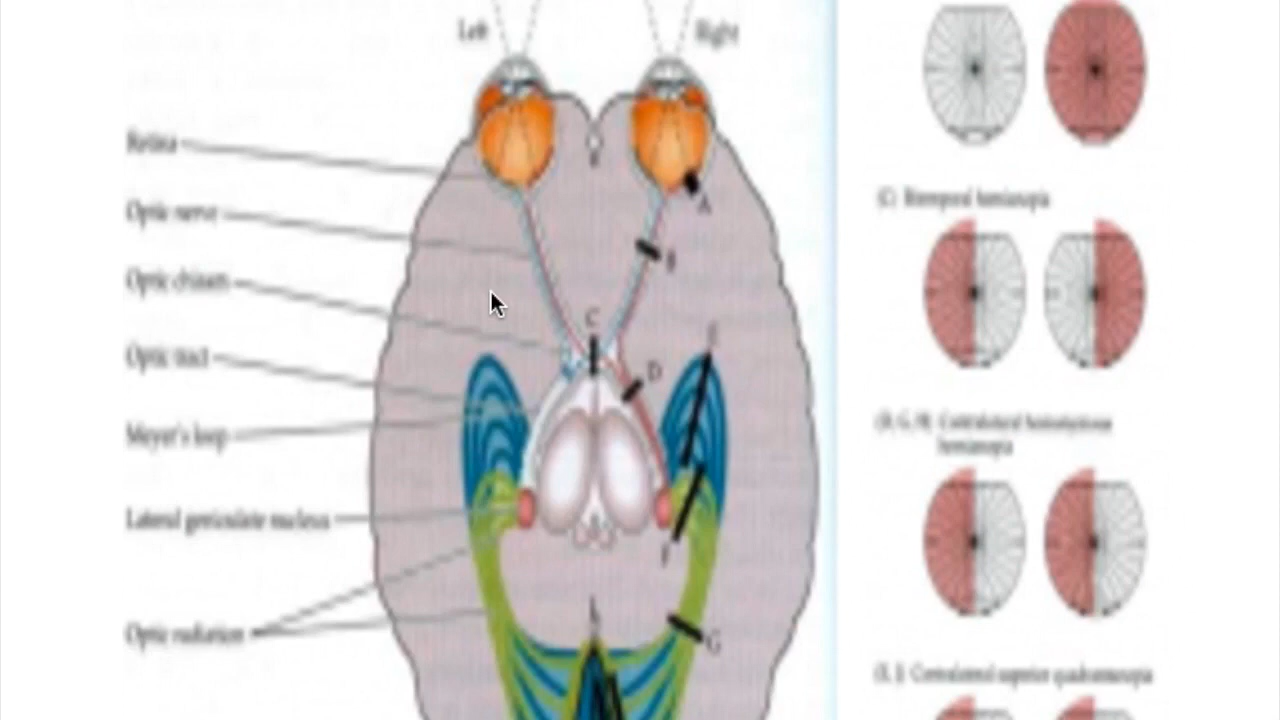 Left
Right
Retina
Optic nerve
Optic chiasm
Optic tract
Meyer's loop
Lateral geniculate nucleus
Optic radiation
A
B
C
D
F
G
(C) Bitemporal hemianopia
(D, G, H) Contralateral homonymous
hemianopia
Contralateral superior quadrantanopia